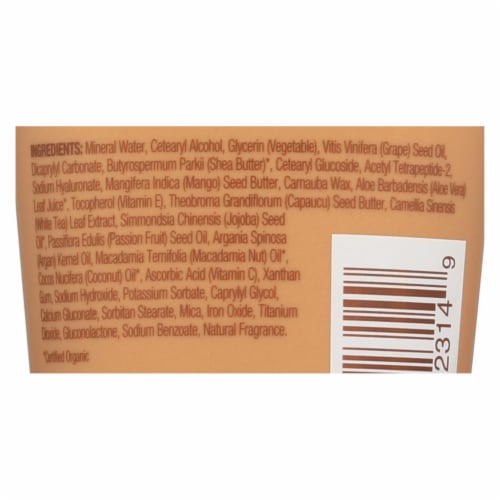 INGREDIENTS: Mineral Water, Cetearyl Alcohol, Glycerin (Vegetable), Vitis Vinifera (Grape) Seed Oil,
Dicaprylyl Carbonate, Butyrospermum Parkii (Shea Butter)*, Cetearyl Glucoside, Acetyl Tetrapeptide-2,
Sodium Hyaluronate, Mangifera Indica (Mango) Seed Butter, Carnauba Wax, Aloe Barbadensis (Aloe Vera)
Leaf Juice*, Tocopherol (Vitamin E), Theobroma Grandiflorum (Capuacu) Seed Butter, Camellia Sinensis
(White Tea) Leaf Extract, Simmondsia Chinensis (Jojoba) Seed
Oil*, Passiflora Edulis (Passion Fruit) Seed Oil, Argania Spinosa
(Argan) Kernel Oil, Macadamia Ternifolia (Macadamia Nut) Oil*,
Cocos Nucifera (Coconut) Oil*, Ascorbic Acid (Vitamin C), Xanthan
Gum, Sodium Hydroxide, Potassium Sorbate, Caprylyl Glycol,
Calcium Gluconate, Sorbitan Stearate, Mica, Iron Oxide, Titanium
Dioxide, Gluconolactone, Sodium Benzoate, Natural Fragrance.
*Certified Organic
2314 9